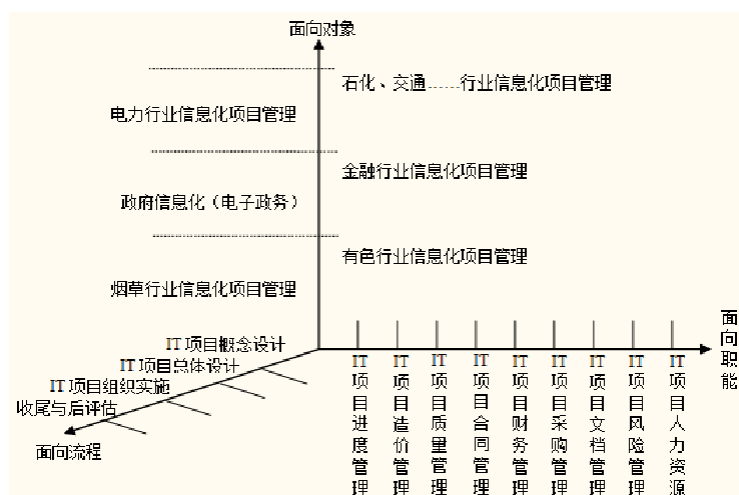 面向对象
石化、交通......行业信息化项目管理
电力行业信息化项目管理
金融行业信息化项目管理
政府信息化（电子政务）
有色行业信息化项目管理
烟草行业信息化项目管理
面向职能
IT项目概念设计
IT项目总体设计
IT项目组织实施
收尾与后评估
面向流程
IT项目进度管理
IT项目造价管理
IT项目质量管理
IT项目合同管理
IT项目财务管理
IT项目采购管理
IT项目文档管理
IT项目风险管理
IT项目人力资源